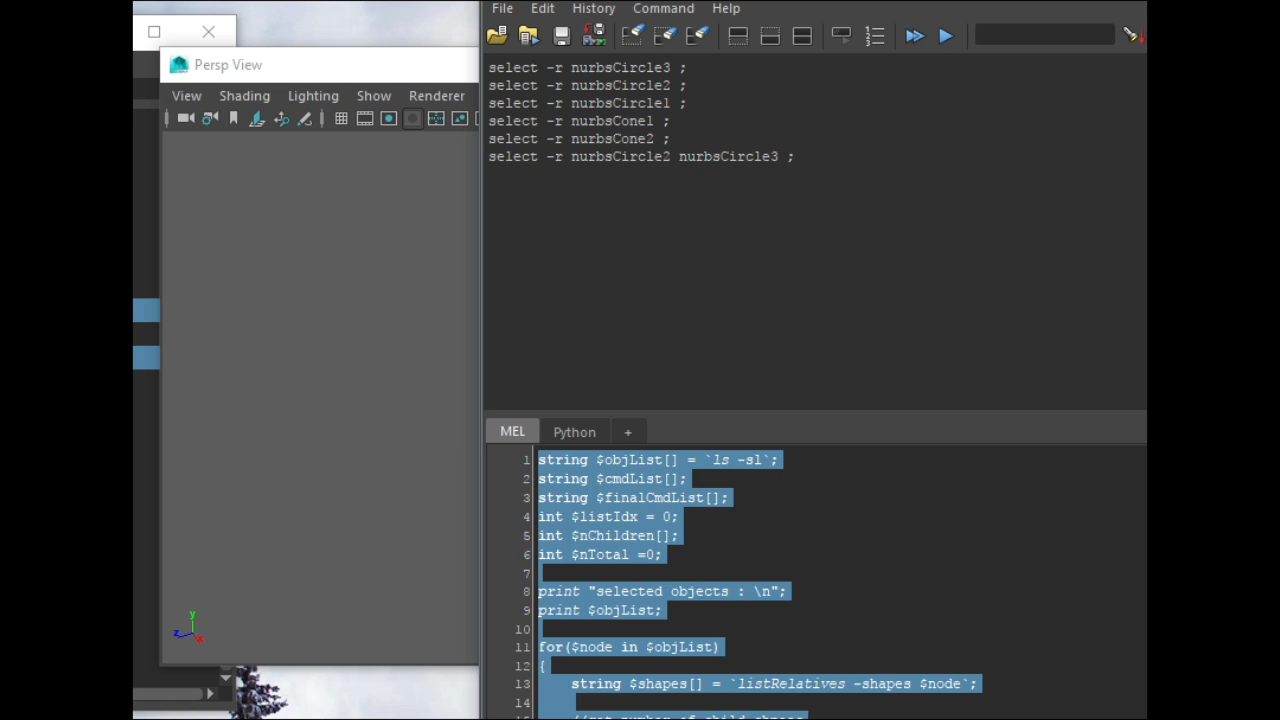 File Edit History Command Help
Persp View
View Shading Lighting Show Renderer
select -r nurbsCircle3 ;
select -r nurbsCircle2 ;
select -r nurbsCircle1 ;
select -r nurbsCone1 ;
select -r nurbsCone2 ;
select -r nurbsCircle2 nurbsCircle3 ;
MEL Python +
1 string $objList[] = `ls -sl`;
2 string $cmdList[];
3 string $finalCmdList[];
4 int $listIdx = 0;
5 int $nChildren[];
6 int $nTotal =0;
7
8 print "selected objects : \n";
9 print $objList;
10
11 for($node in $objList)
12 {
13 string $shapes[] = `listRelatives -shapes $node`;
14
y
z x